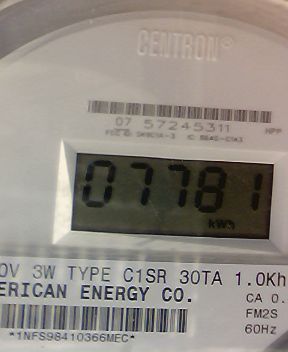 CENTRON®
07 57245311
HPP
07781
kWh
0V 3W TYPE C1SR 30TA 1.0Kh
ERICAN ENERGY CO.
CA 0.
FM2S
60Hz
*1NFS98410366MEC*